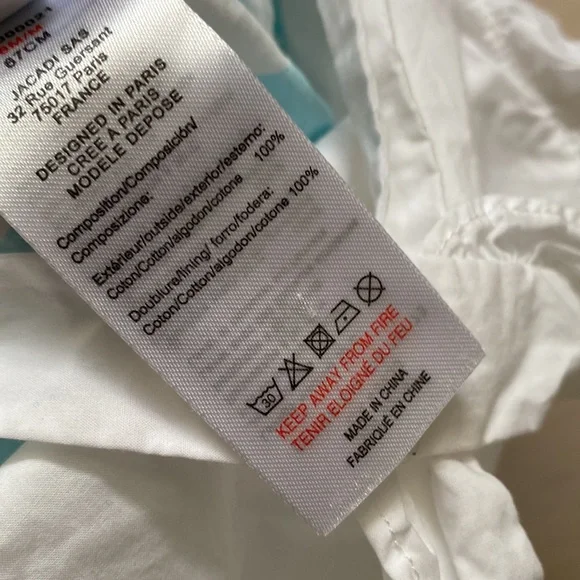 6M/M
67CM
JACADI SAS
32 Rue Guersant
75017 Paris
FRANCE
DESIGNED IN PARIS
CREE A PARIS
MODELE DEPOSE
Composition/Composición/
Composizione:
Extérieur/outside/exterior/esterno:
Coton/Cotton/algodon/cotone 100%
Doublure/lining/ forro/fodera:
Coton/Cotton/algodon/cotone 100%
30
KEEP AWAY FROM FIRE
TENIR ELOIGNE DU FEU
MADE IN CHINA
FABRIQUE EN CHINE